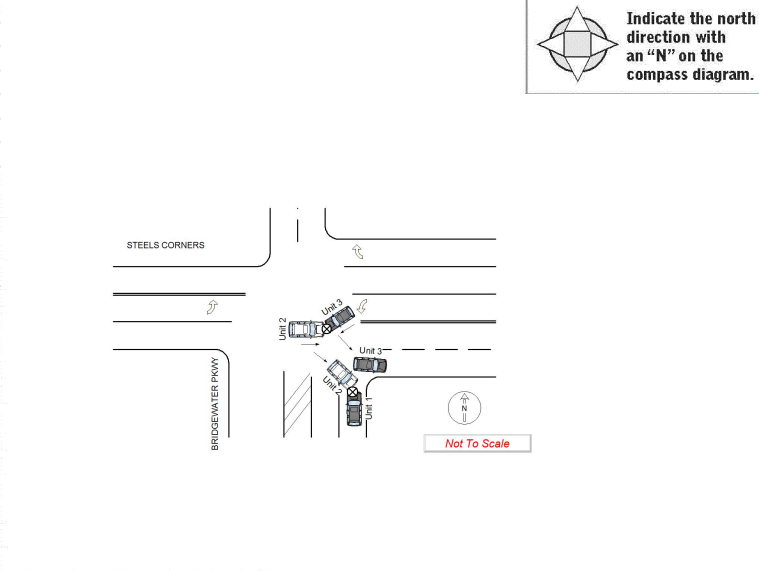 Indicate the north
direction with
an “N” on the
compass diagram.
STEELS CORNERS
Unit 3
Unit 2
Unit 3
Unit 2
Unit 1
BRIDGEWATER PKWY
N
Not To Scale